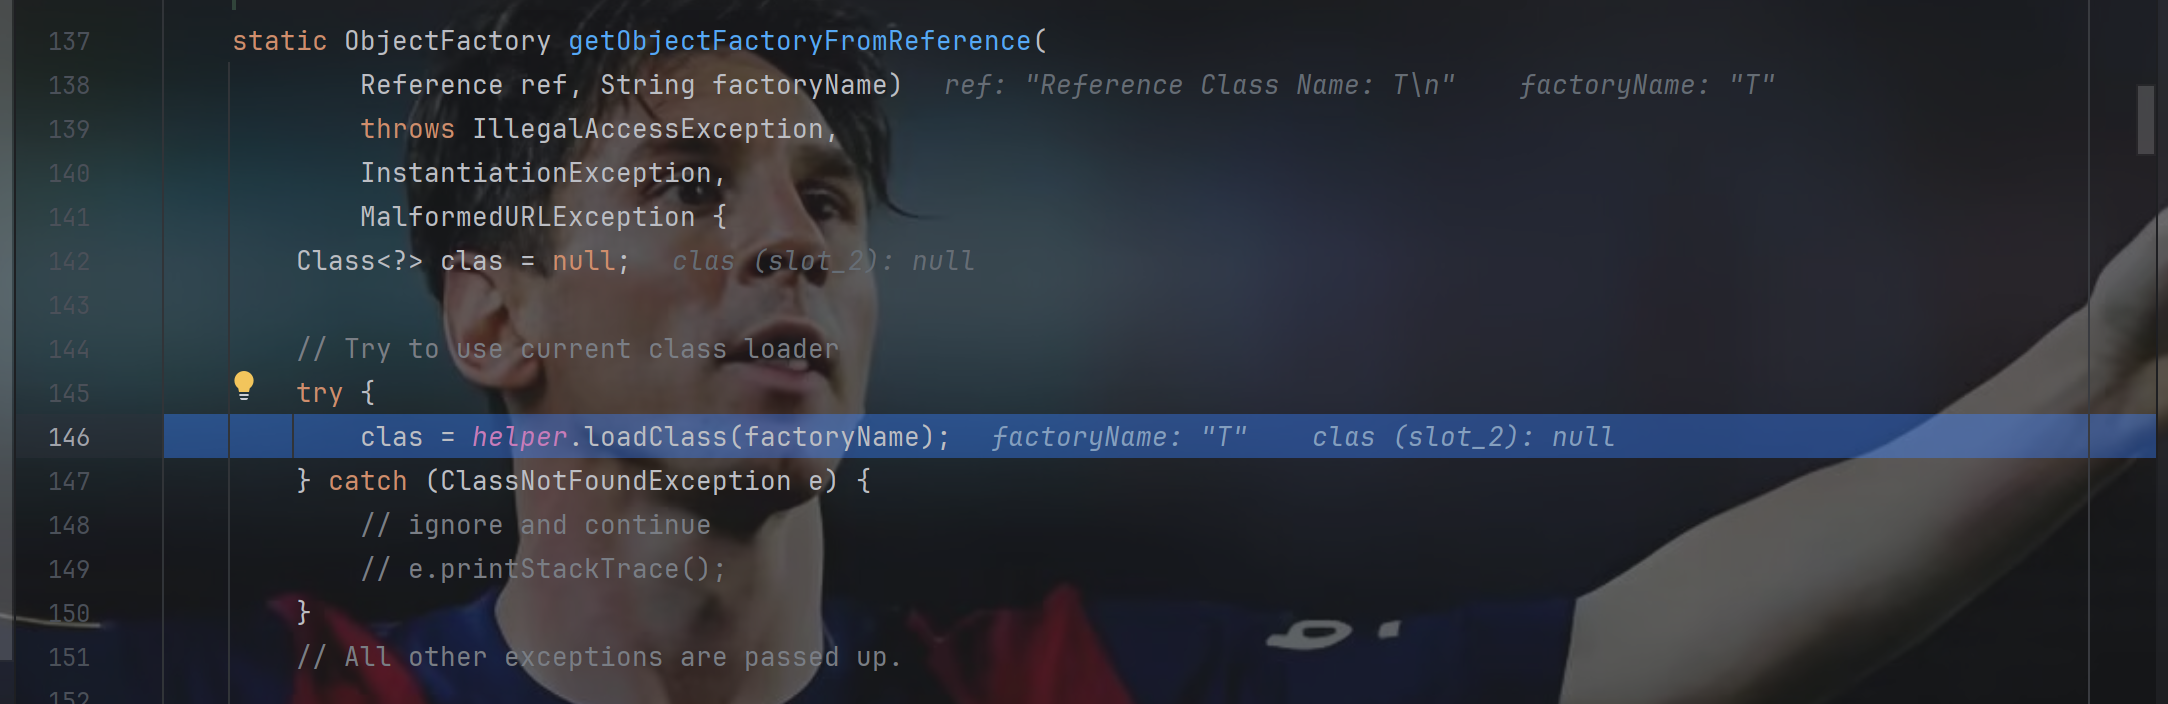 137 static ObjectFactory getObjectFactoryFromReference(
138 Reference ref, String factoryName) ref: "Reference Class Name: T\n" factoryName: "T"
139 throws IllegalAccessException,
140 InstantiationException,
141 MalformedURLException {
142 Class<?> clas = null; clas (slot_2): null
143
144 // Try to use current class loader
145 try {
146 clas = helper.loadClass(factoryName); factoryName: "T" clas (slot_2): null
147 } catch (ClassNotFoundException e) {
148 // ignore and continue
149 // e.printStackTrace();
150 }
151 // All other exceptions are passed up.
152